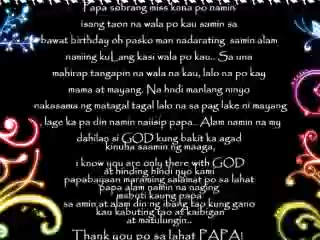 Papa sobrang miss kana po namin
isang taon na wala po kau samin sa
bawat birthday oh pasko man nadarating samin alam
naming kuLang kasi wala po kau.. Sa una
mahirap tangapin na wala na kau, lalo na po kay
mama at mayang. Na hndi manlang ninyo
nakasama ng matagal tagal lalo na sa pag lake ni mayang
lage ka pa din namin naiisip papa.. Alam namin na my
dahilan si GOD kung bakit ka agad
kinuha saamin ng maaga,
i know you are only there with GOD
at hinding hindi nyo kami
papabayaan maraming salamat po sa lahat
papa alam namin na naging
mabuti kaung papa
sa amin at alam din ng ibang tao kung gano
kau kabuting tao at kaibigan
at matulungin..
Thank you po sa lahat PAPA!